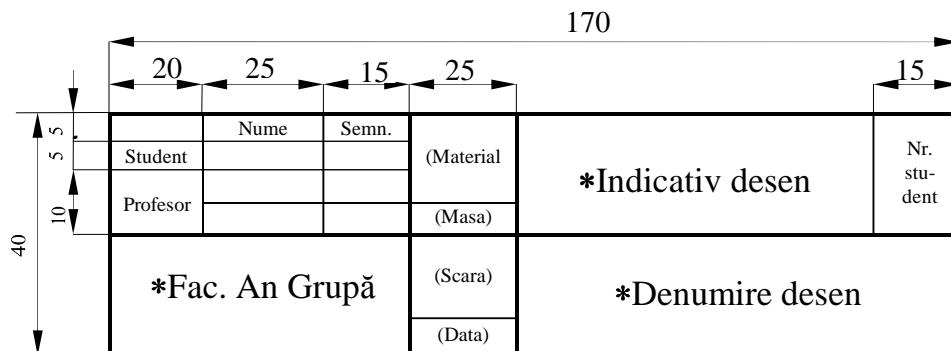 170
20 25 15 25 15
5
5
10
40
Nume Semn.
Student
Profesor
(Material
(Masa)
*Indicativ desen
Nr.
stu-
dent
*Fac. An Grupă
(Scara)
(Data)
*Denumire desen